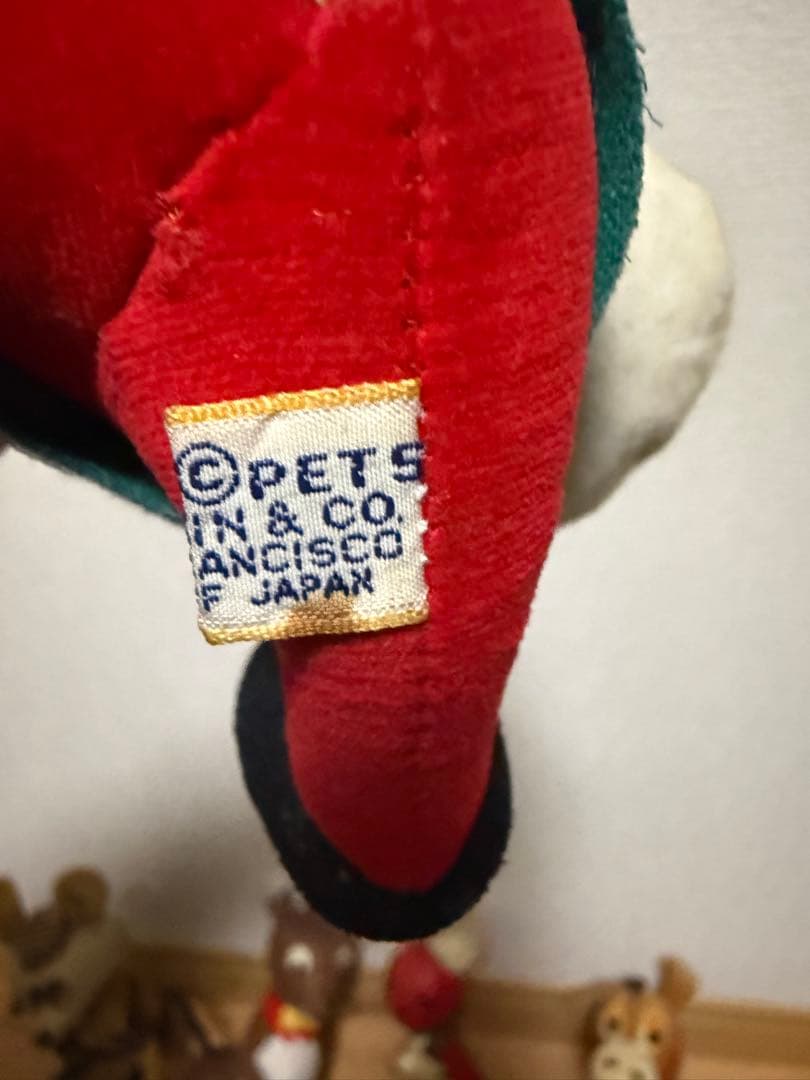 © PETS
IN & CO.
ANCISCO
F JAPAN